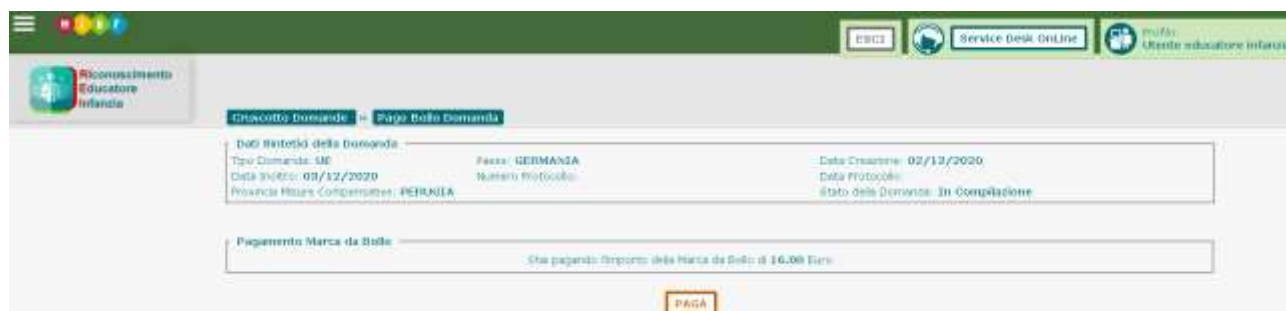 MIUR
ESCI
Service Desk OnLine
Profilo:
Utente educatore infanzia
Riconoscimento
Educatore
Infanzia
Cruscotto Domande » Pago Bollo Domanda
Dati Sintetici della Domanda
Tipo Domanda: UE Paese: GERMANIA Data Creazione: 02/12/2020
Data Inoltro: 03/12/2020 Numero Protocollo: Data Protocollo:
Provincia Misure Compensative: PERUGIA Stato della Domanda: In Compilazione
Pagamento Marca da Bollo
Stai pagando l'importo della Marca da Bollo di 16.00 Euro
PAGA